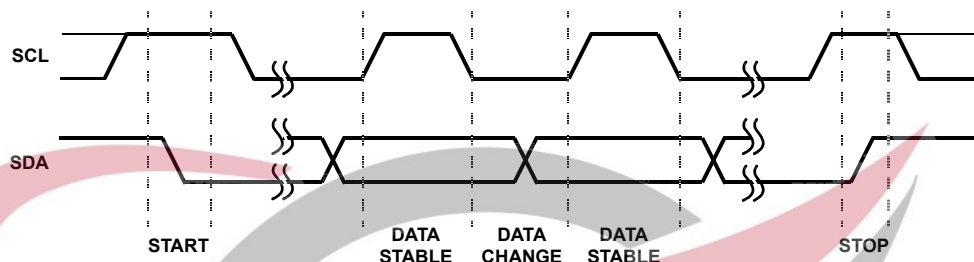 SCL
SDA
START
DATA
STABLE
DATA
CHANGE
DATA
STABLE
STOP